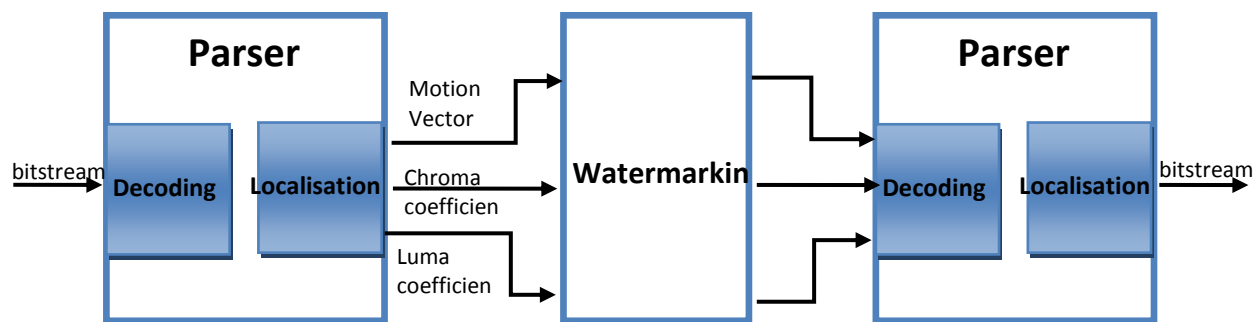 Parser
Decoding
Localisation
bitstream
Motion
Vector
Chroma
coefficien
Luma
coefficien
Watermarkin
Parser
Decoding
Localisation
bitstream